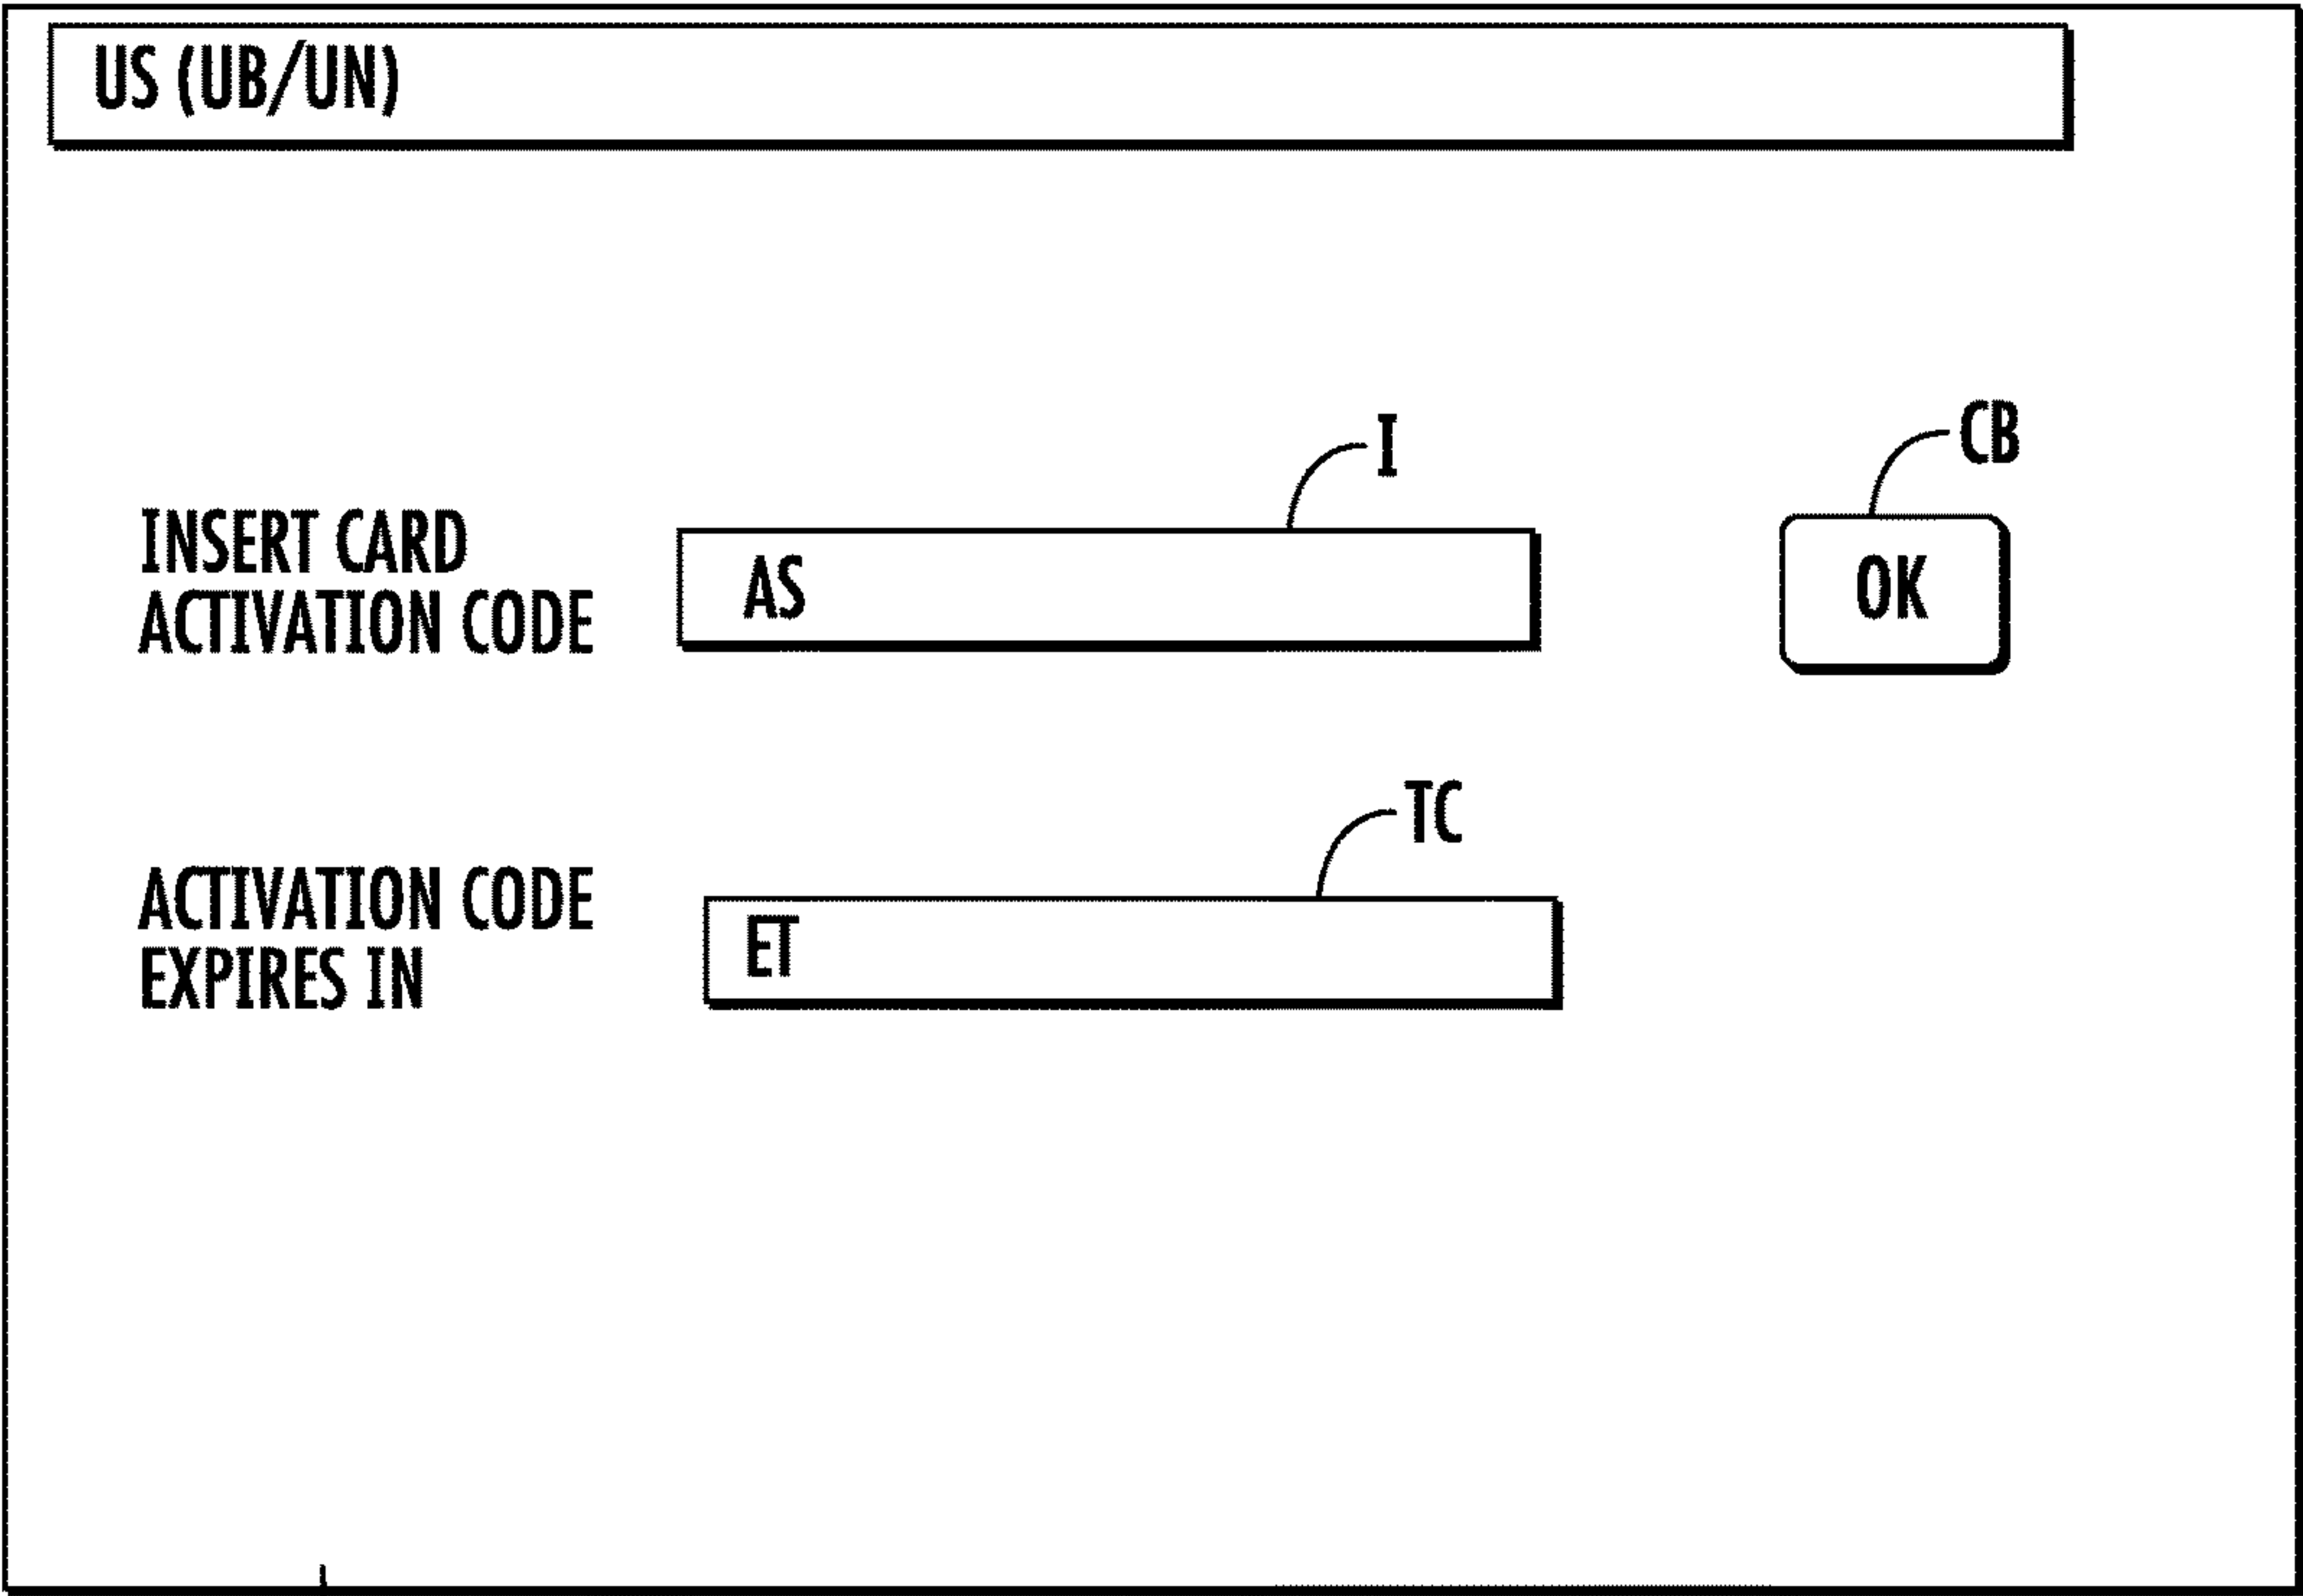 US (UB/UN)
I
CB
INSERT CARD
ACTIVATION CODE
AS
OK
TC
ACTIVATION CODE
EXPIRES IN
ET